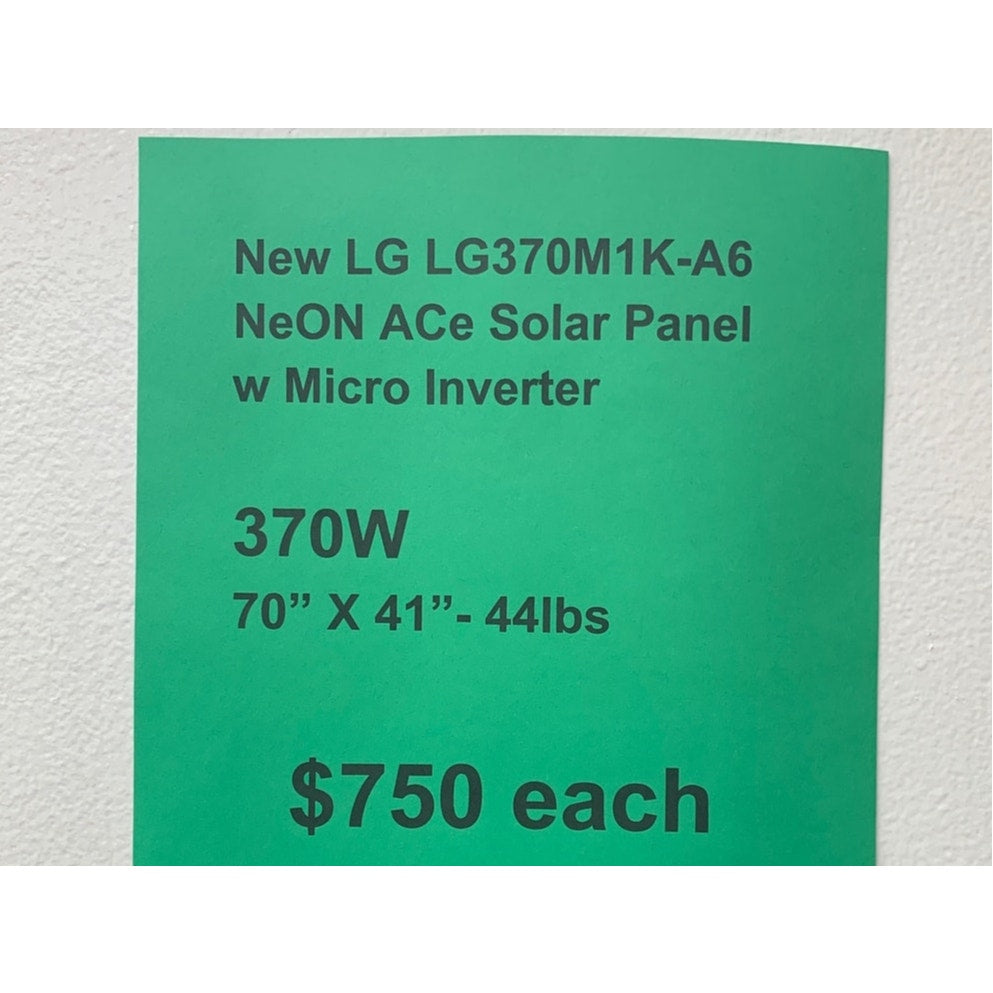 New LG LG370M1K-A6
NeON ACe Solar Panel
w Micro Inverter
370W
70” X 41”- 44lbs
$750 each